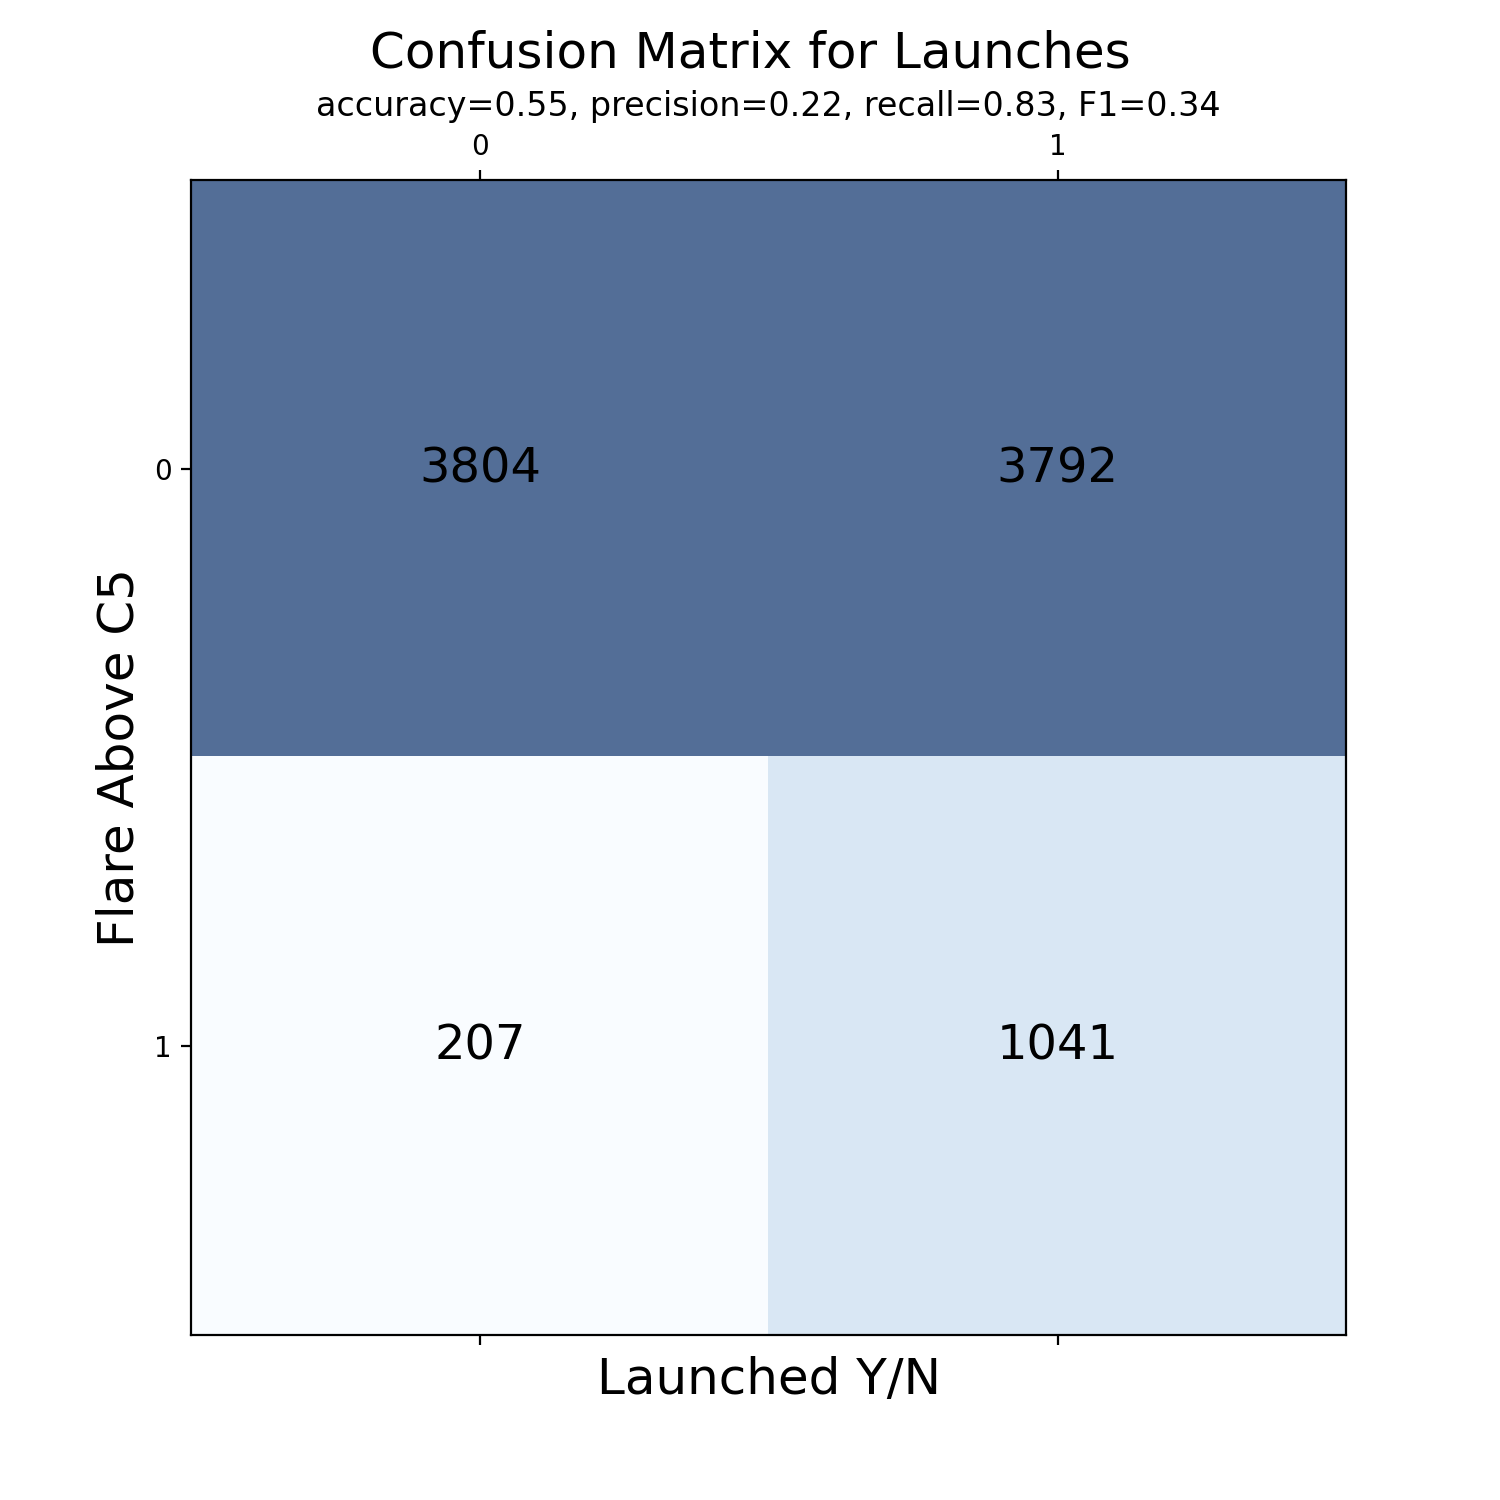 Confusion Matrix for Launches
accuracy=0.55, precision=0.22, recall=0.83, F1=0.34
0 1
0 3804 3792
Flare Above C5
1 207 1041
Launched Y/N